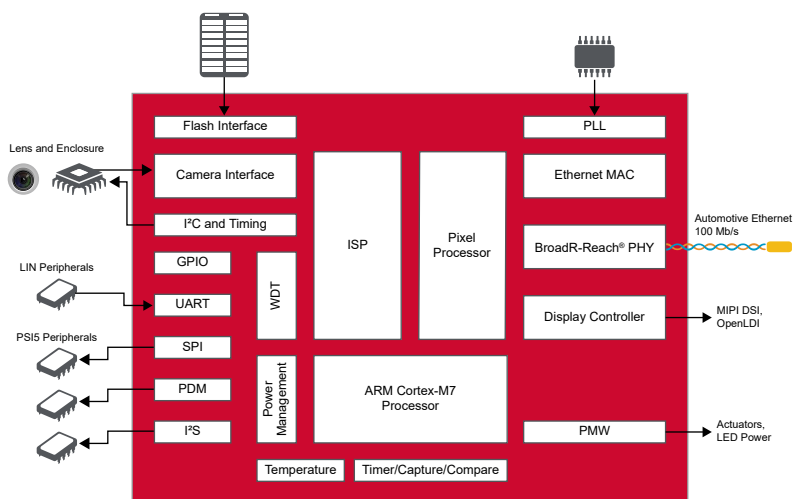 Flash Interface
PLL
Lens and Enclosure
Camera Interface
ISP
Pixel
Processor
Ethernet MAC
I²C and Timing
Automotive Ethernet
100 Mb/s
BroadR-Reach® PHY
GPIO
WDT
LIN Peripherals
UART
Display Controller
MIPI DSI,
OpenLDI
PSI5 Peripherals
SPI
PDM
Power
Management
ARM Cortex-M7
Processor
I²S
PMW
Actuators,
LED Power
Temperature
Timer/Capture/Compare